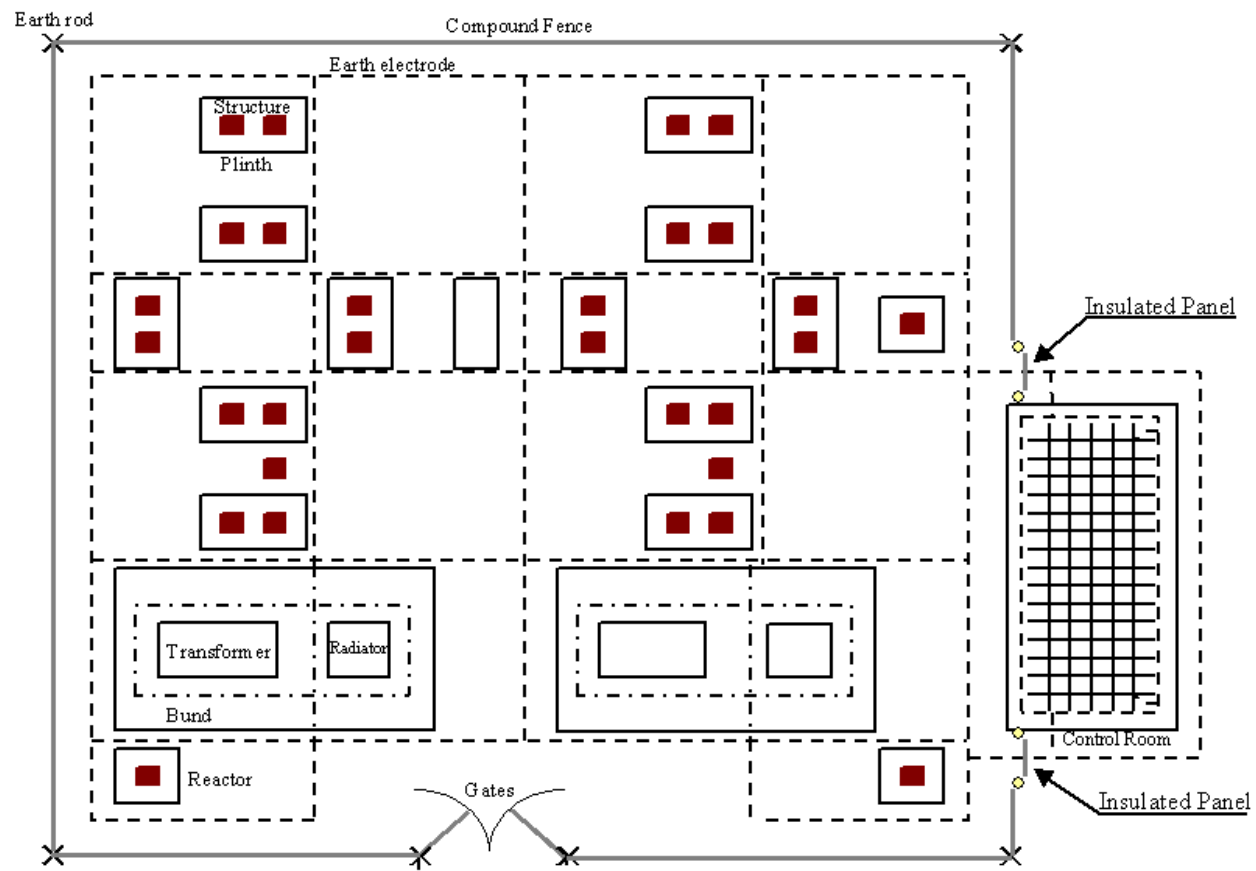 Earth rod
Compound Fence
Earth electrode
Structure
Plinth
Insulated Panel
Transformer
Radiator
Bund
Control Room
Reactor
Gates
Insulated Panel